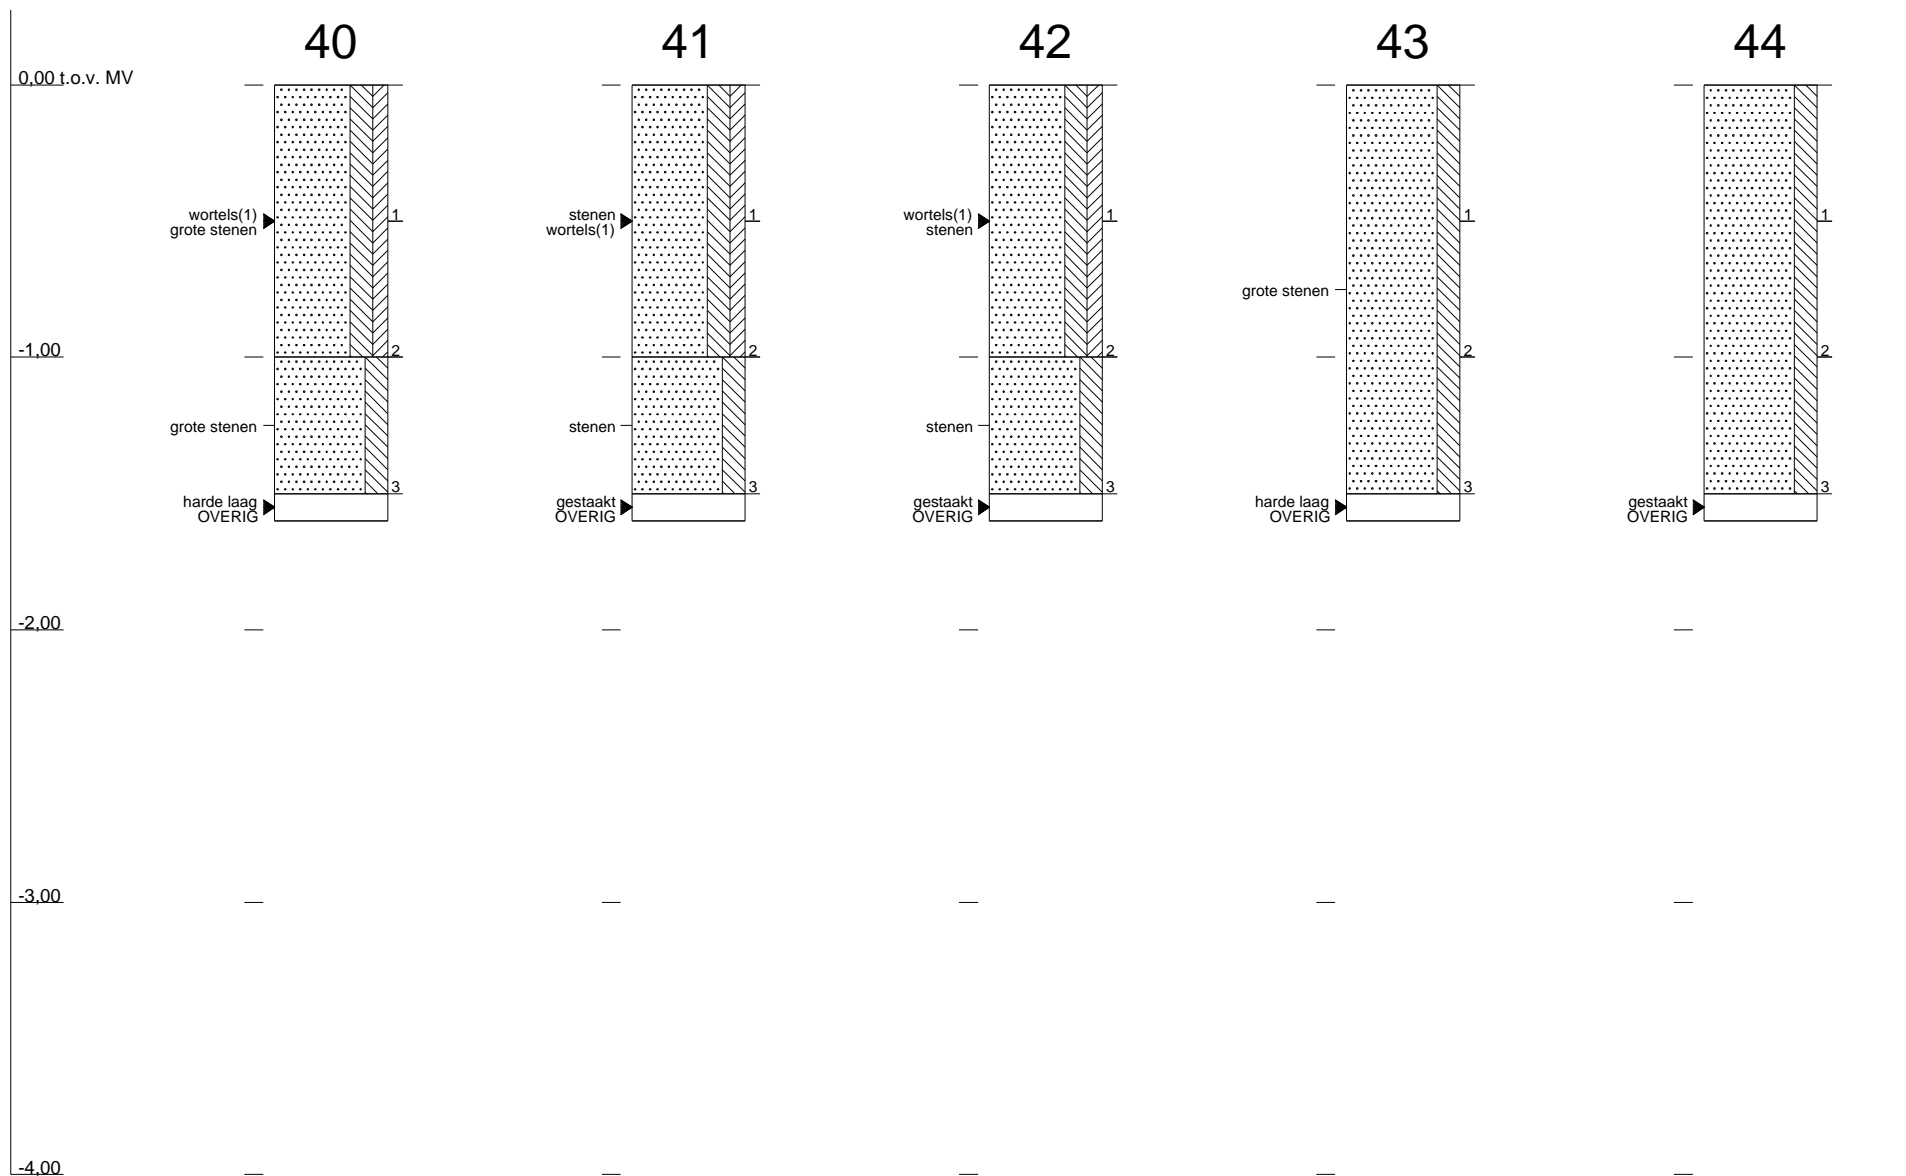 40 41 42 43 44
0,00 t.o.v. MV
wortels(1) 1 stenen 1 wortels(1) 1 1 1
grote stenen wortels(1) stenen
grote stenen
-1,00 2 2 2 2 2
grote stenen stenen stenen
3 3 3 3 3
harde laag gestaakt gestaakt harde laag gestaakt
OVERIG OVERIG OVERIG OVERIG OVERIG
-2,00
-3,00
-4,00